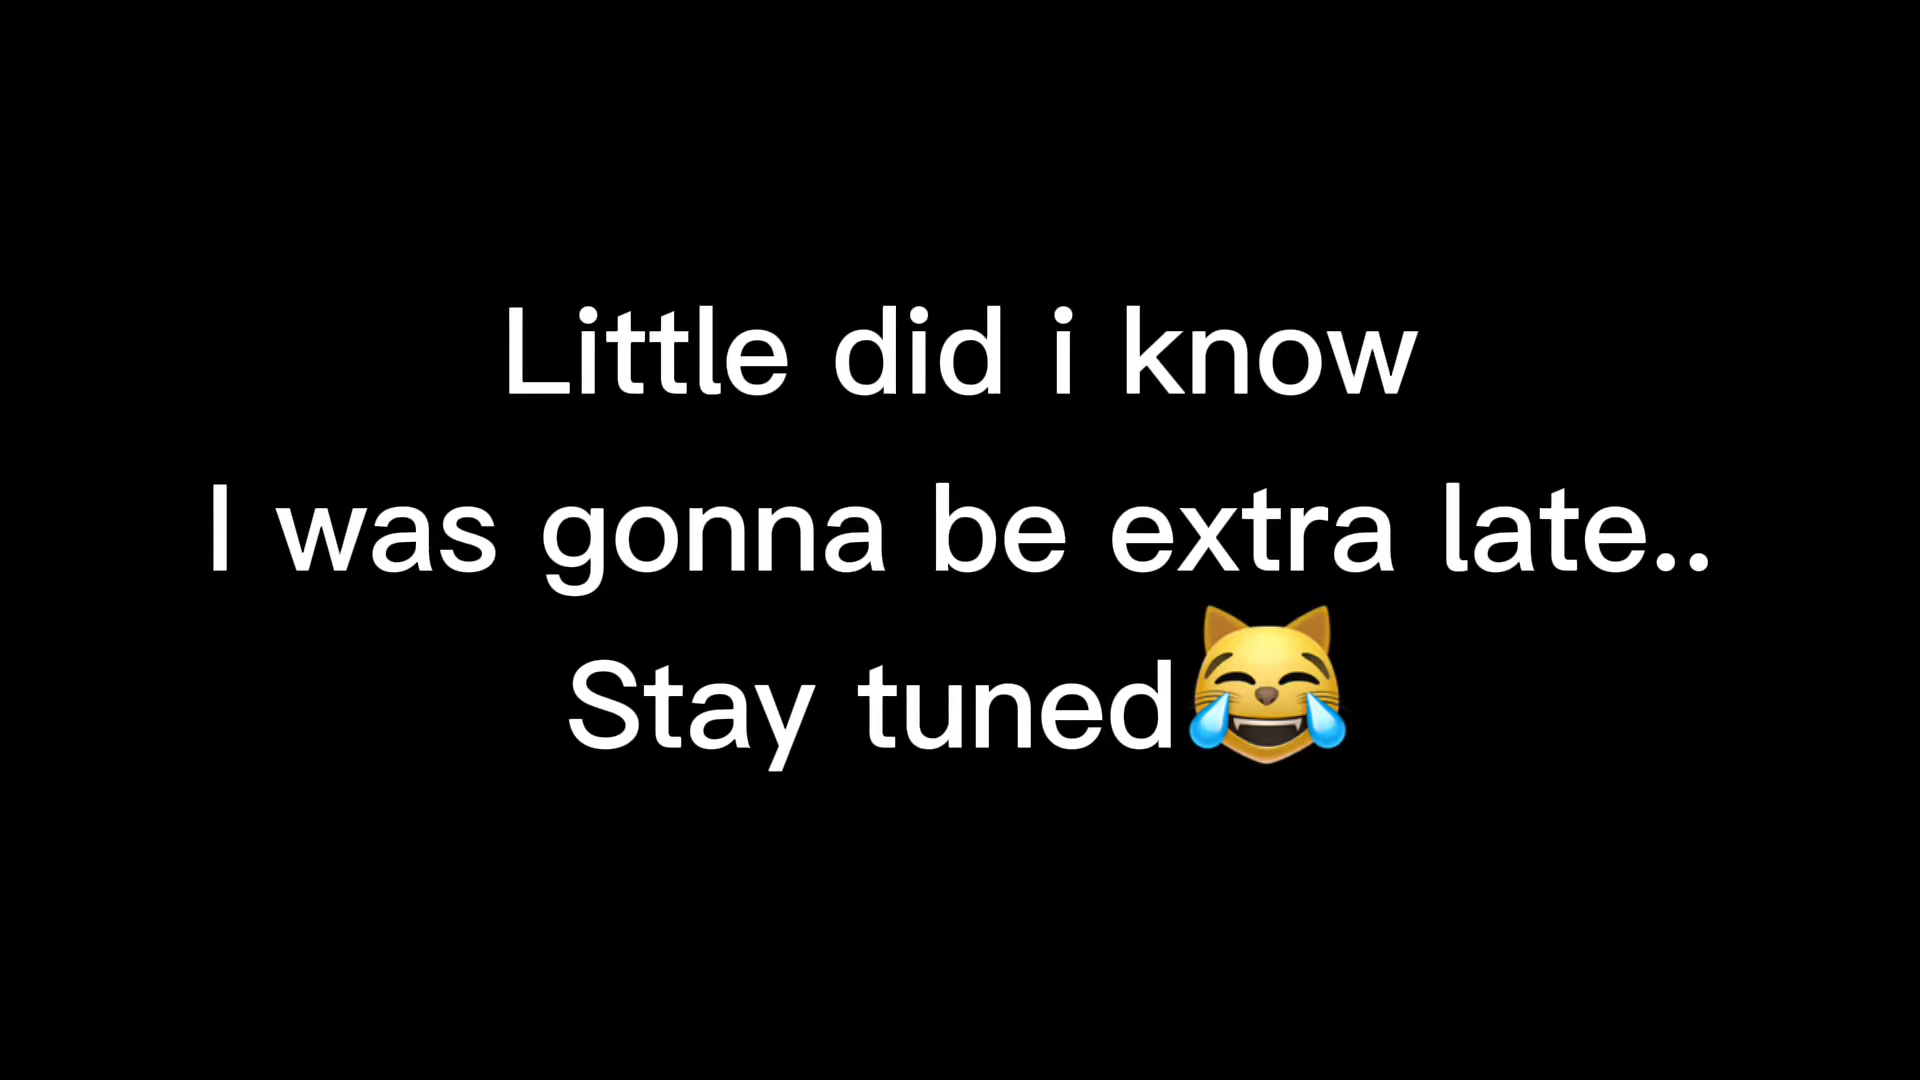 Little did i know
I was gonna be extra late..
Stay tuned😹